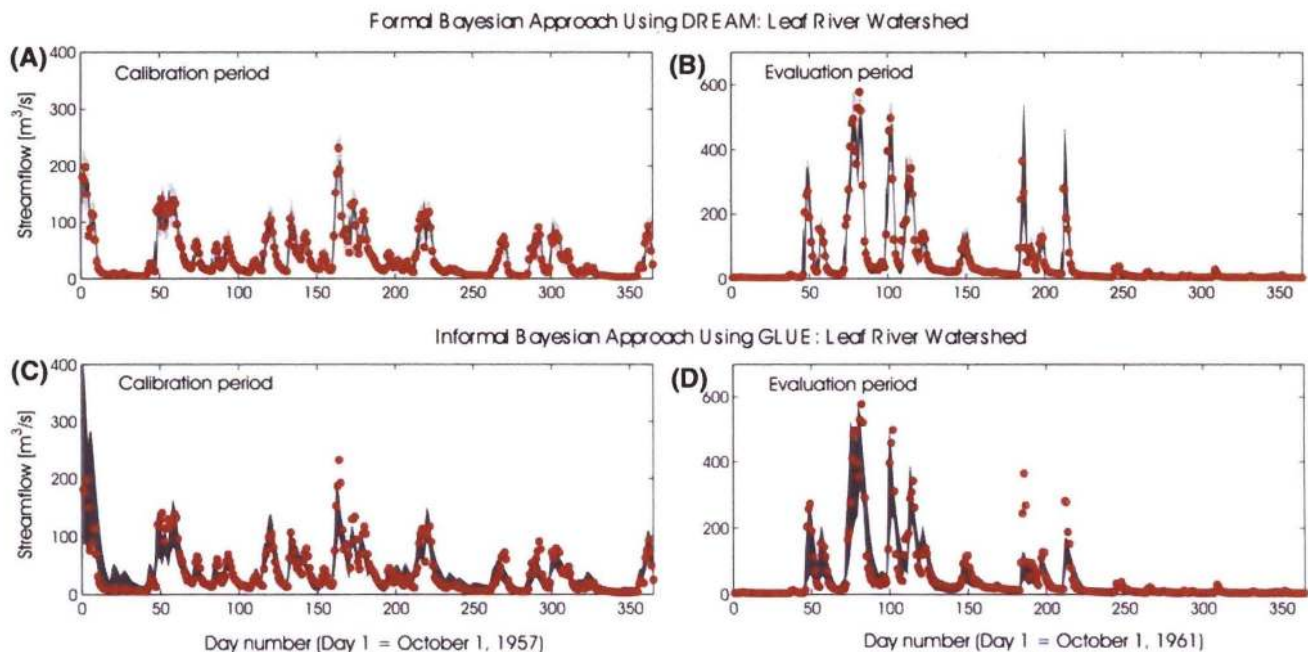 Formal Bayesian Approach Using DREAM: Leaf River Watershed
(A)
Calibration period
Streamflow [m³/s]
400
300
200
100
0
0 50 100 150 200 250 300 350
(B)
Evaluation period
600
400
200
0
0 50 100 150 200 250 300 350
Informal Bayesian Approach Using GLUE: Leaf River Watershed
(C)
Calibration period
Streamflow [m³/s]
400
300
200
100
0
0 50 100 150 200 250 300 350
Day number (Day 1 = October 1, 1957)
(D)
Evaluation period
600
400
200
0
0 50 100 150 200 250 300 350
Day number (Day 1 = October 1, 1961)